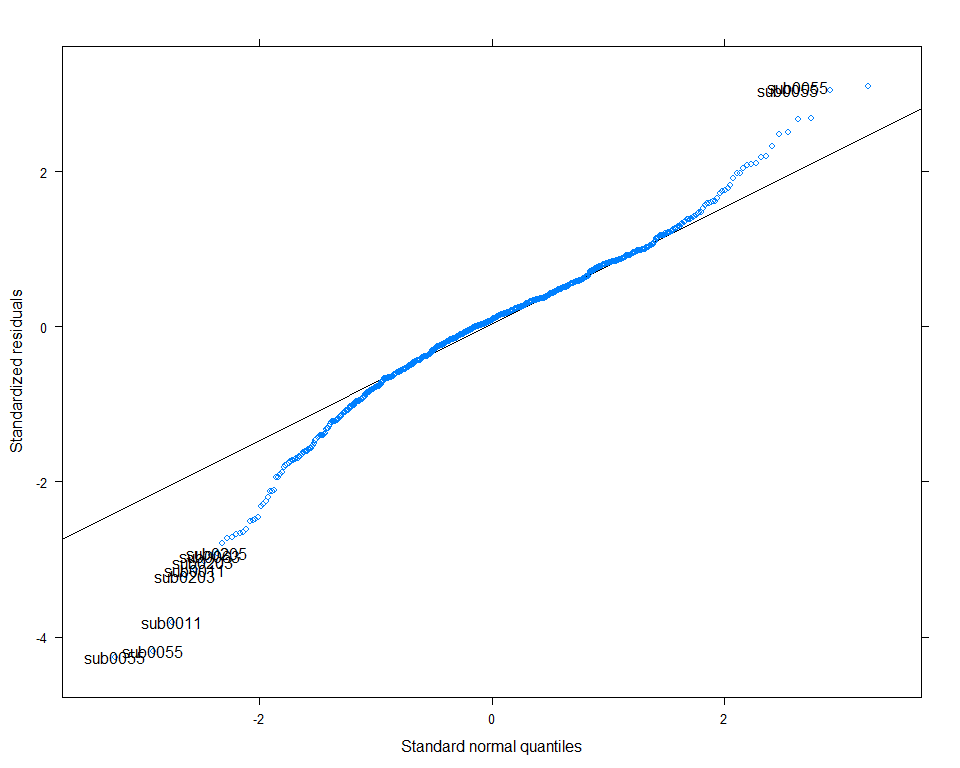 sub0055
sub0055
2
0
-2
-4
Standardized residuals
sub0205
sub0203
sub0011
sub0203
sub0011
sub0055
sub0055
-2
0
2
Standard normal quantiles